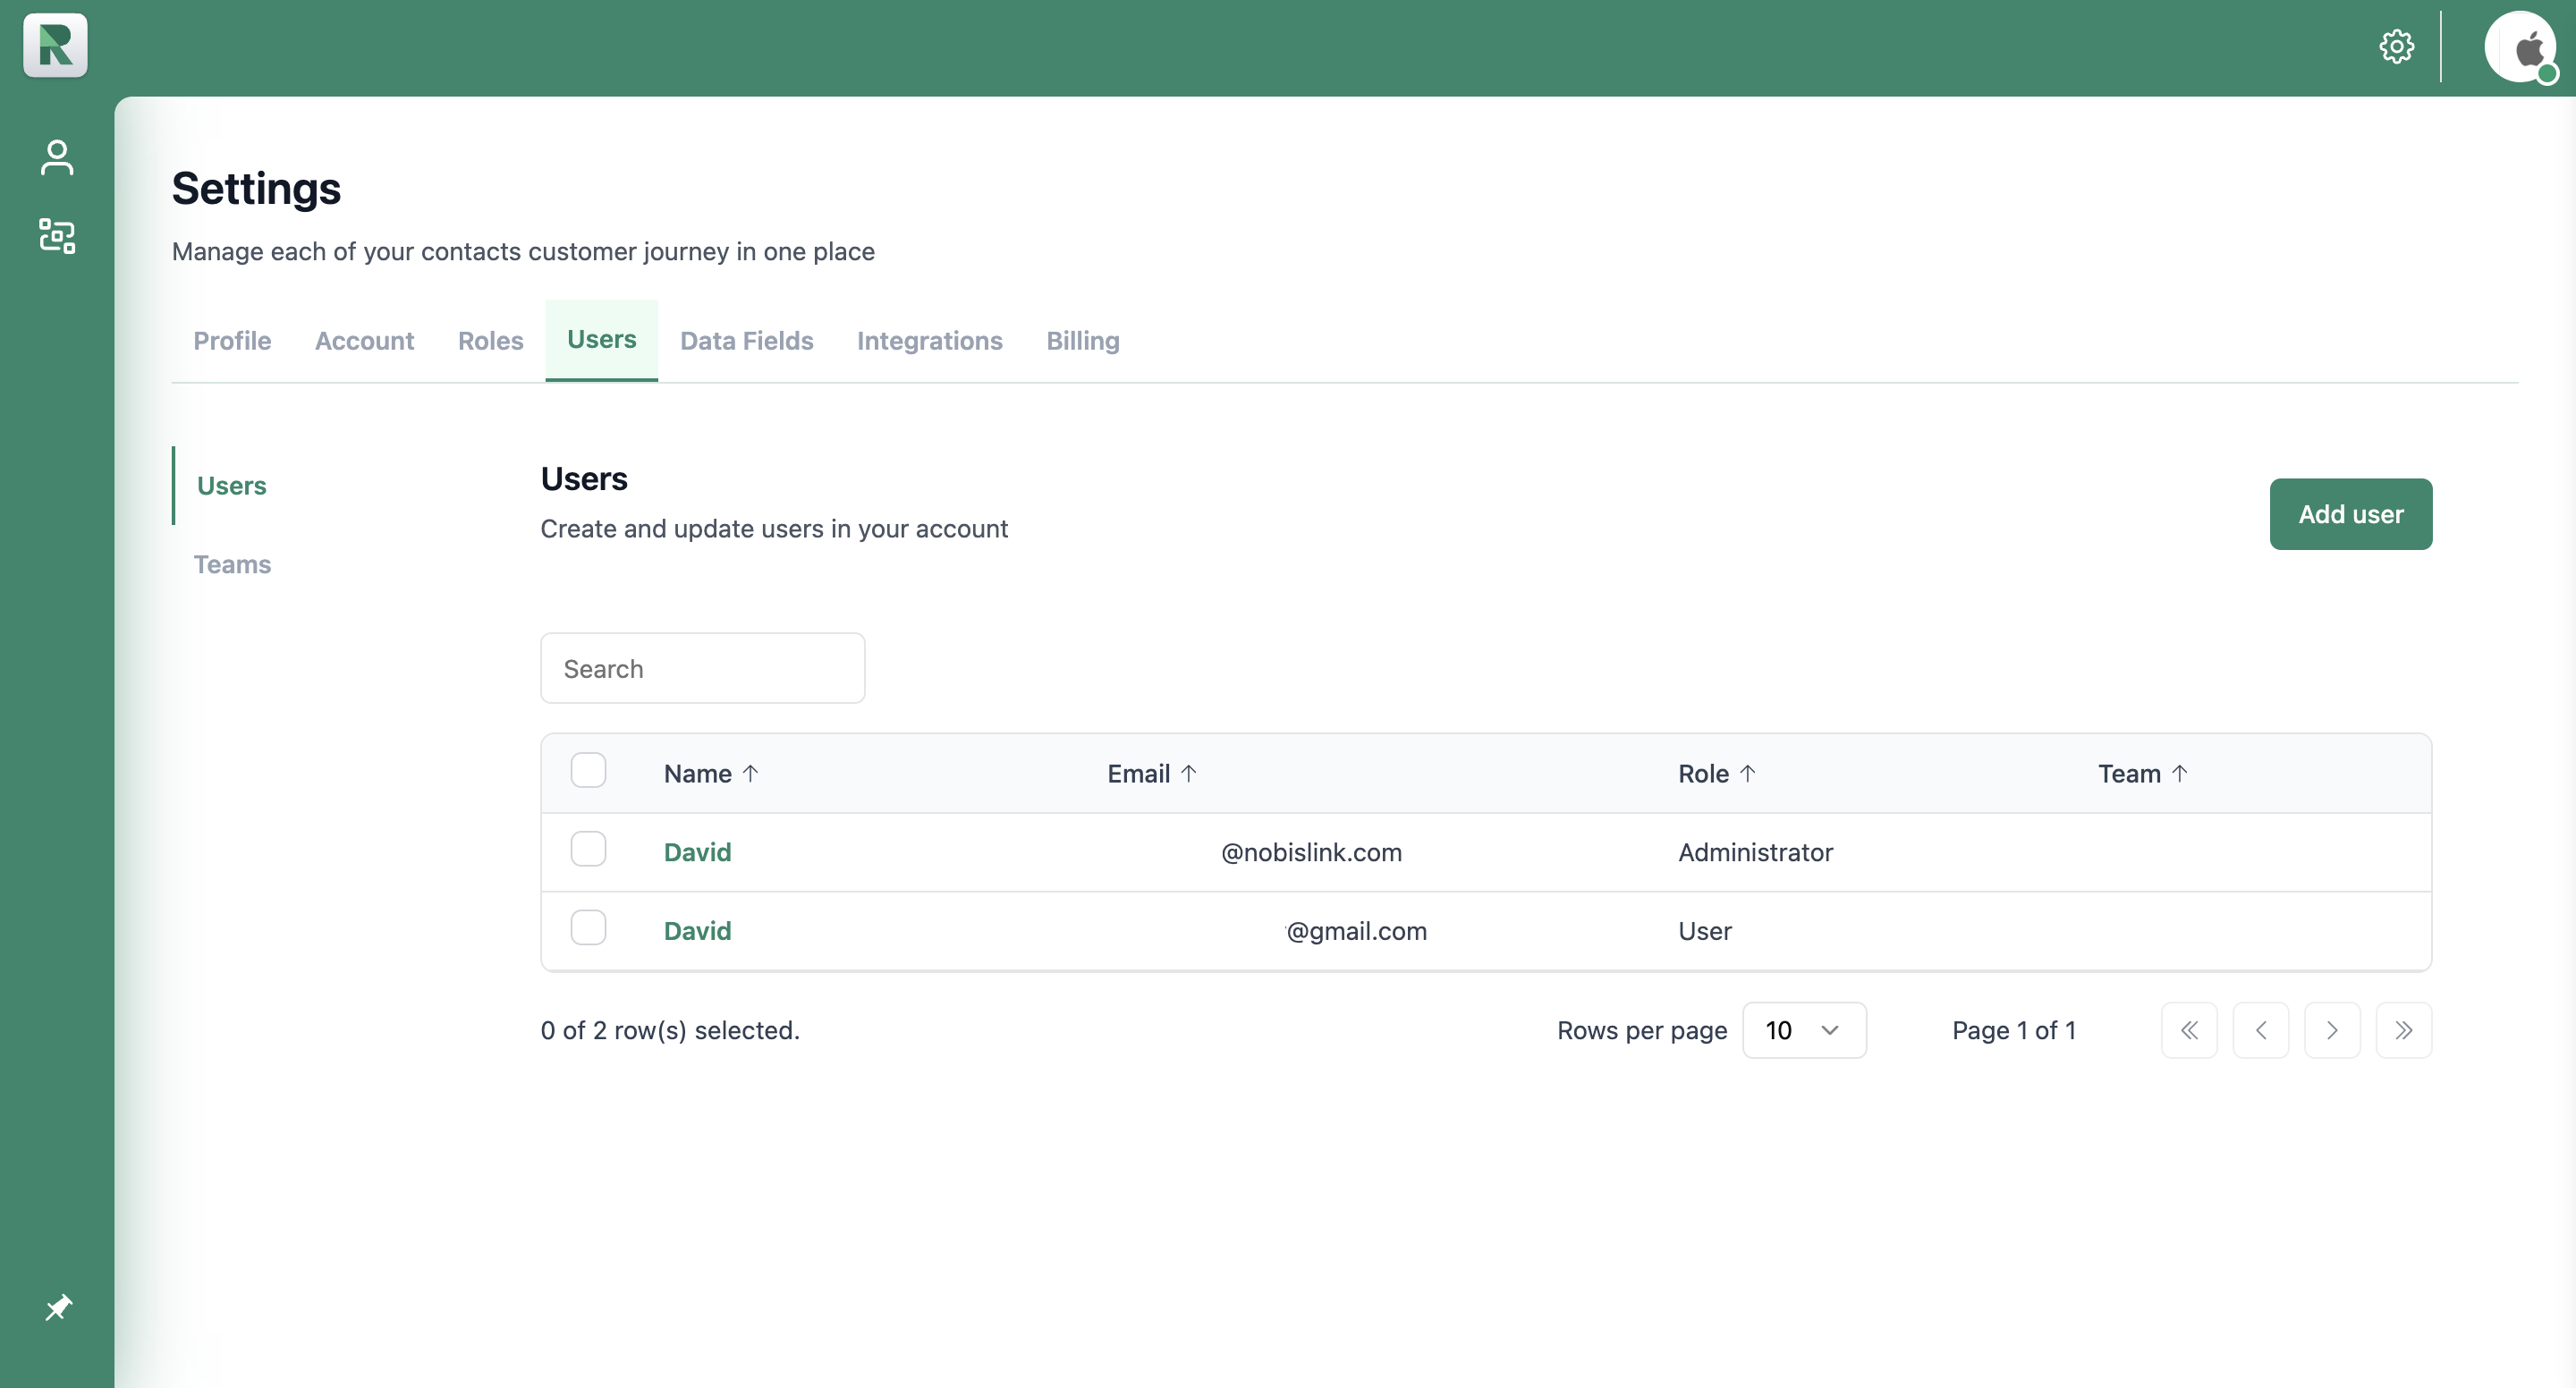 R
Settings
Manage each of your contacts customer journey in one place
Profile Account Roles Users Data Fields Integrations Billing
Users
Teams
Users
Create and update users in your account
Add user
Search
Name Email Role Team
David @nobislink.com Administrator
David @gmail.com User
0 of 2 row(s) selected.
Rows per page 10
Page 1 of 1